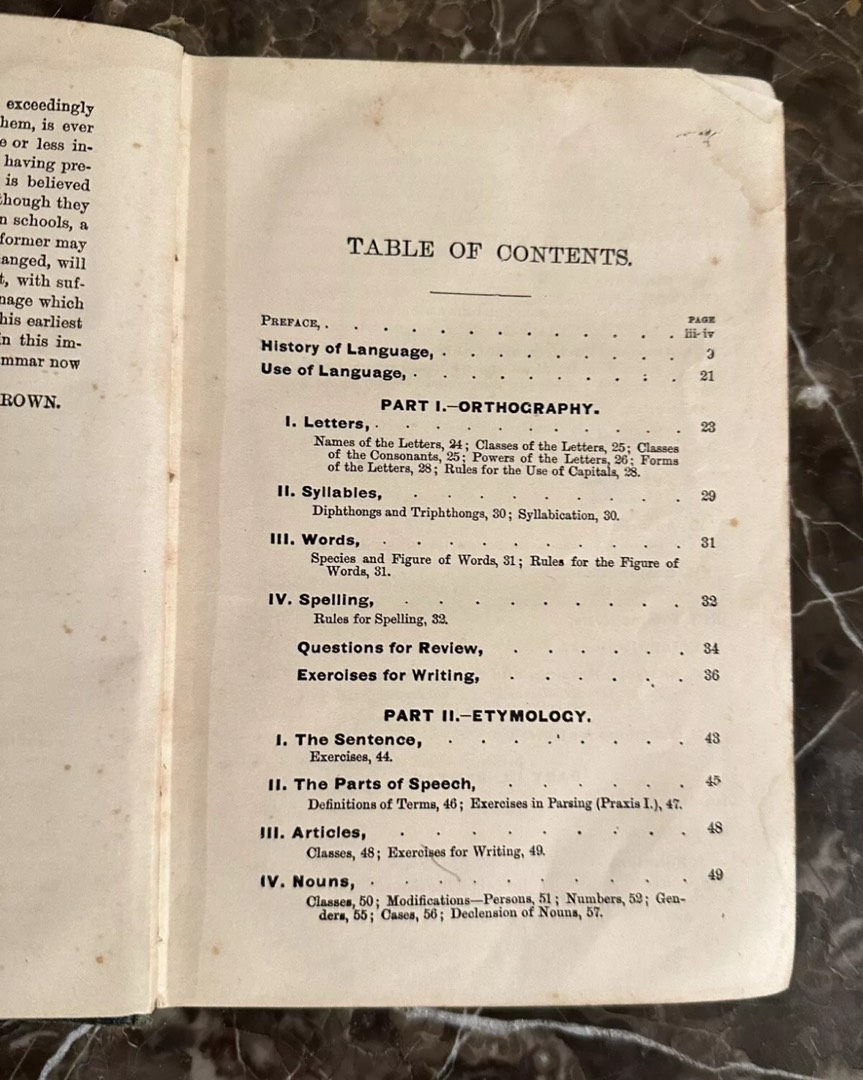 exceedingly
hem, is ever
e or less in-
having pre-
is believed
though they
n schools, a
former may
anged, will
t, with suf-
nage which
his earliest
n this im-
mmar now
ROWN.
TABLE OF CONTENTS.
PAGE
PREFACE, . . . . . . . . . . . . iii-iv
History of Language, . . . . . . . . 9
Use of Language, . . . . . . . . . 21
PART I.—ORTHOGRAPHY.
I. Letters, . . . . . . . . . . 23
Names of the Letters, 24; Classes of the Letters, 25; Classes
of the Consonants, 25; Powers of the Letters, 26; Forms
of the Letters, 28; Rules for the Use of Capitals, 28.
II. Syllables, . . . . . . . . . 29
Diphthongs and Triphthongs, 30; Syllabication, 30.
III. Words, . . . . . . . . . 31
Species and Figure of Words, 31; Rules for the Figure of
Words, 31.
IV. Spelling, . . . . . . . . . 32
Rules for Spelling, 32.
Questions for Review, . . . . . . 34
Exercises for Writing, . . . . . . 36
PART II.—ETYMOLOGY.
I. The Sentence, . . . . . . . . 43
Exercises, 44.
II. The Parts of Speech, . . . . . . 45
Definitions of Terms, 46; Exercises in Parsing (Praxis I.), 47.
III. Articles, . . . . . . . . . 48
Classes, 48; Exercises for Writing, 49.
IV. Nouns, . . . . . . . . . . 49
Classes, 50; Modifications—Persons, 51; Numbers, 52; Gen-
ders, 55; Cases, 56; Declension of Nouns, 57.